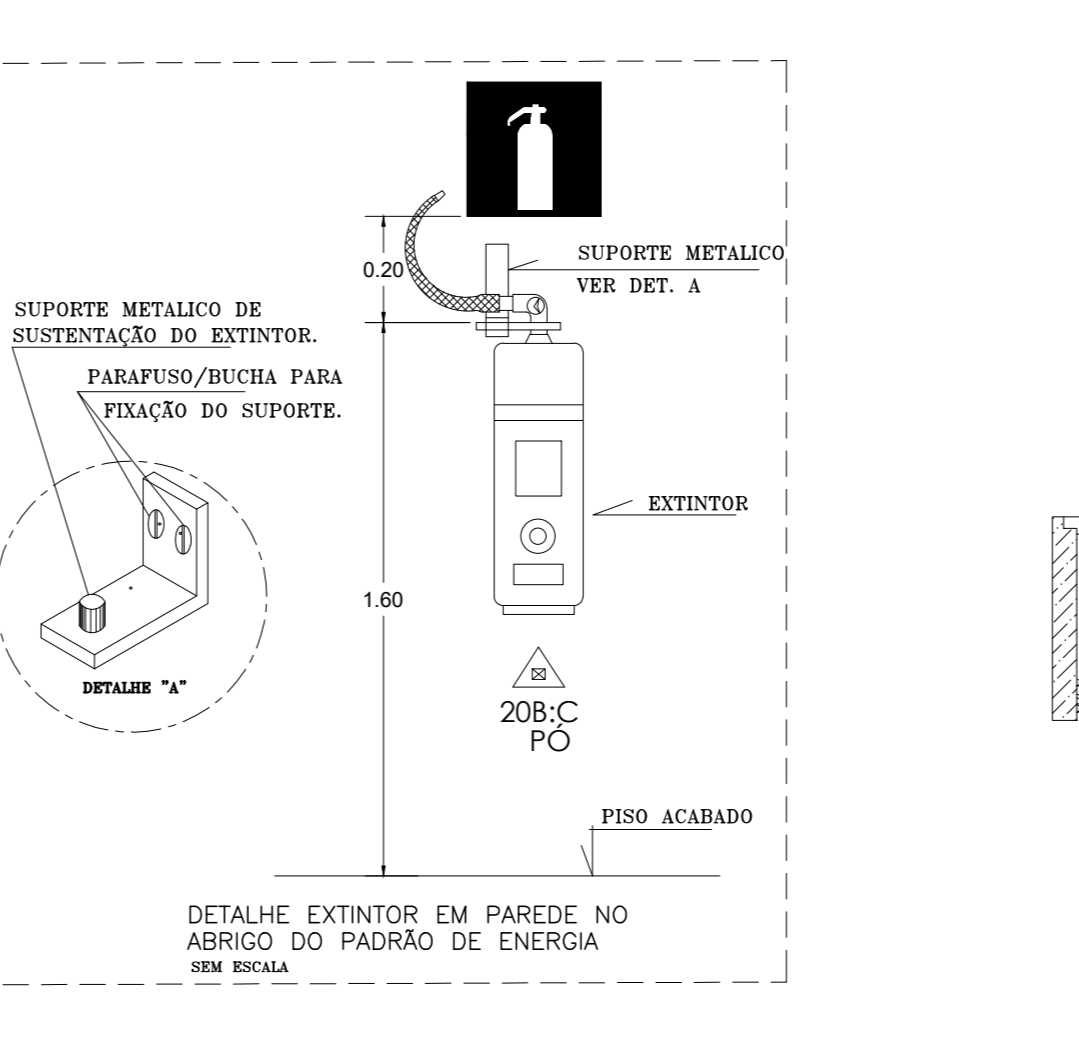 0.20
SUPORTE METALICO
VER DET. A
SUPORTE METALICO DE
SUSTENTAÇÃO DO EXTINTOR.
PARAFUSO/BUCHA PARA
FIXAÇÃO DO SUPORTE.
EXTINTOR
1.60
DETALHE "A"
20B:C
PÓ
PISO ACABADO
DETALHE EXTINTOR EM PAREDE NO
ABRIGO DO PADRÃO DE ENERGIA
SEM ESCALA